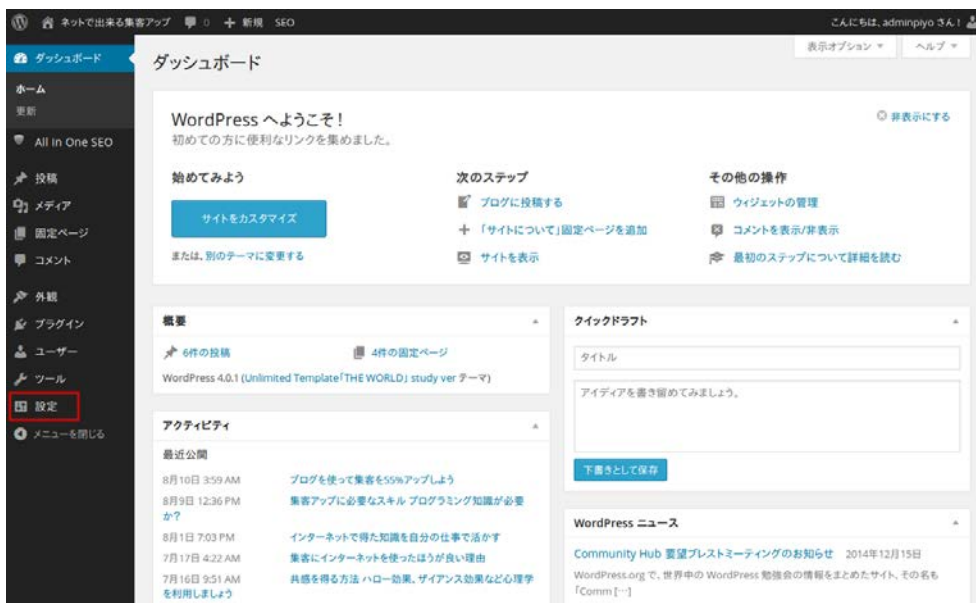 ネットで出来る集客アップ 0 + 新規 SEO
こんにちは、adminpiyo さん！
ダッシュボード
ホーム
更新
All in One SEO
投稿
メディア
固定ページ
コメント
外観
プラグイン
ユーザー
ツール
設定
メニューを閉じる
表示オプション
ヘルプ
ダッシュボード
WordPress へようこそ！
非表示にする
初めての方に便利なリンクを集めました。
始めてみよう
サイトをカスタマイズ
または、別のテーマに変更する
次のステップ
ブログに投稿する
「サイトについて」固定ページを追加
サイトを表示
その他の操作
ウィジェットの管理
コメントを表示/非表示
最初のステップについて詳細を読む
概要
6件の投稿
4件の固定ページ
WordPress 4.0.1 (Unlimited Template「THE WORLD」 study ver テーマ)
アクティビティ
最近公開
8月10日 3:59 AM ブログを使って集客を55%アップしよう
8月9日 12:36 PM 集客アップに必要なスキル プログラミング知識が必要
か?
8月1日 7:03 PM インターネットで得た知識を自分の仕事で活かす
7月17日 4:22 AM 集客にインターネットを使ったほうが良い理由
7月16日 9:51 AM 共感を得る方法 ハロー効果、ザイアンス効果など心理学
を利用しましょう
クイックドラフト
タイトル
アイディアを書き留めてみましょう。
下書きとして保存
WordPress ニュース
Community Hub 要望ブレストミーティングのお知らせ 2014年12月15日
WordPress.org で、世界中の WordPress 勉強会の情報をまとめたサイト、その名も
「Comm […]